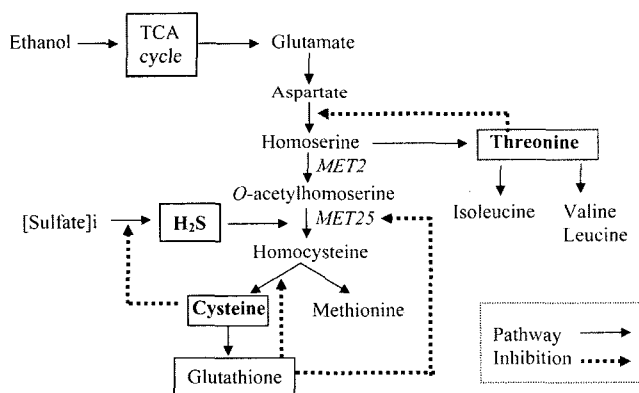 Ethanol
TCA
cycle
Glutamate
Aspartate
Homoserine
Threonine
MET2
O-acetylhomoserine
Isoleucine
Valine
Leucine
[Sulfate]i
H₂S
MET25
Homocysteine
Cysteine
Methionine
Glutathione
Pathway
Inhibition